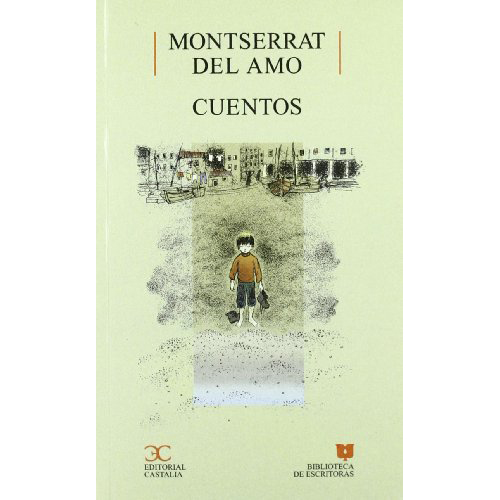 MONTSERRAT
DEL AMO
CUENTOS
EDITORIAL
CASTALIA
BIBLIOTECA
DE ESCRITORAS